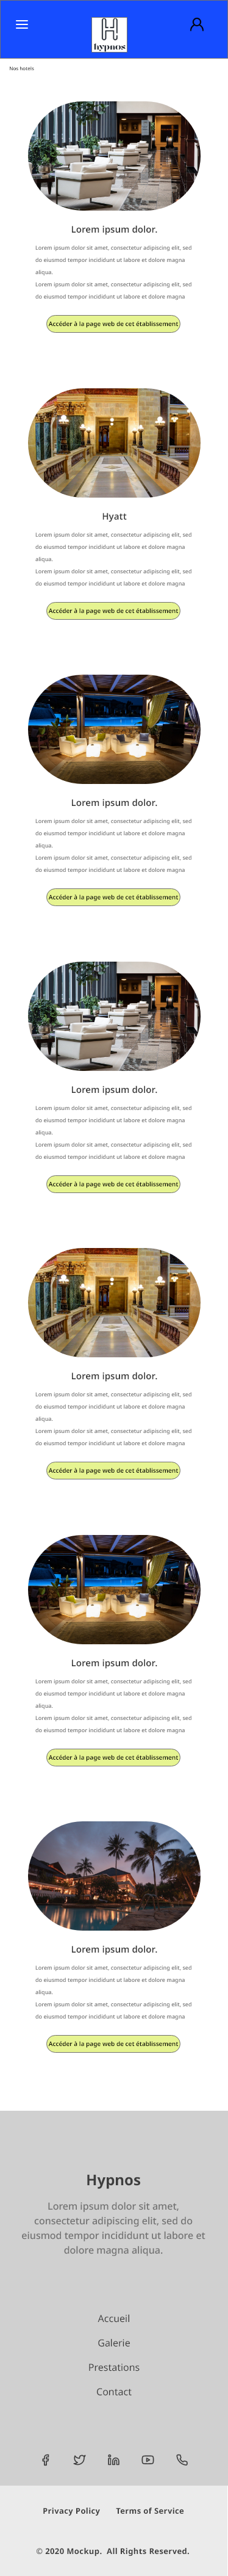 H
hypnos
Nos hotels
Lorem ipsum dolor.
Lorem ipsum dolor sit amet, consectetur adipiscing elit, sed
do eiusmod tempor incididunt ut labore et dolore magna
aliqua.
Lorem ipsum dolor sit amet, consectetur adipiscing elit, sed
do eiusmod tempor incididunt ut labore et dolore magna
Accéder à la page web de cet établissement
Hyatt
Lorem ipsum dolor sit amet, consectetur adipiscing elit, sed
do eiusmod tempor incididunt ut labore et dolore magna
aliqua.
Lorem ipsum dolor sit amet, consectetur adipiscing elit, sed
do eiusmod tempor incididunt ut labore et dolore magna
Accéder à la page web de cet établissement
Lorem ipsum dolor.
Lorem ipsum dolor sit amet, consectetur adipiscing elit, sed
do eiusmod tempor incididunt ut labore et dolore magna
aliqua.
Lorem ipsum dolor sit amet, consectetur adipiscing elit, sed
do eiusmod tempor incididunt ut labore et dolore magna
Accéder à la page web de cet établissement
Lorem ipsum dolor.
Lorem ipsum dolor sit amet, consectetur adipiscing elit, sed
do eiusmod tempor incididunt ut labore et dolore magna
aliqua.
Lorem ipsum dolor sit amet, consectetur adipiscing elit, sed
do eiusmod tempor incididunt ut labore et dolore magna
Accéder à la page web de cet établissement
Lorem ipsum dolor.
Lorem ipsum dolor sit amet, consectetur adipiscing elit, sed
do eiusmod tempor incididunt ut labore et dolore magna
aliqua.
Lorem ipsum dolor sit amet, consectetur adipiscing elit, sed
do eiusmod tempor incididunt ut labore et dolore magna
Accéder à la page web de cet établissement
Lorem ipsum dolor.
Lorem ipsum dolor sit amet, consectetur adipiscing elit, sed
do eiusmod tempor incididunt ut labore et dolore magna
aliqua.
Lorem ipsum dolor sit amet, consectetur adipiscing elit, sed
do eiusmod tempor incididunt ut labore et dolore magna
Accéder à la page web de cet établissement
Lorem ipsum dolor.
Lorem ipsum dolor sit amet, consectetur adipiscing elit, sed
do eiusmod tempor incididunt ut labore et dolore magna
aliqua.
Lorem ipsum dolor sit amet, consectetur adipiscing elit, sed
do eiusmod tempor incididunt ut labore et dolore magna
Accéder à la page web de cet établissement
Hypnos
Lorem ipsum dolor sit amet,
consectetur adipiscing elit, sed do
eiusmod tempor incididunt ut labore et
dolore magna aliqua.
Accueil
Galerie
Prestations
Contact
Privacy Policy Terms of Service
© 2020 Mockup. All Rights Reserved.